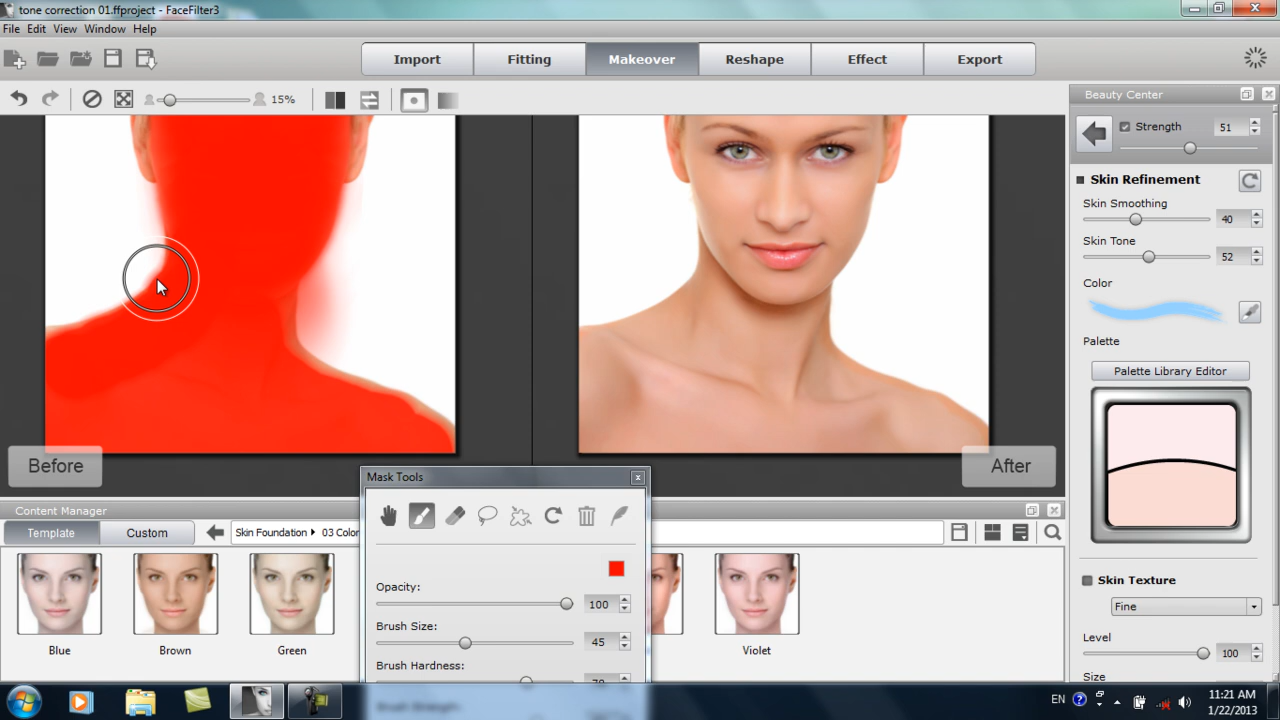 tone correction 01.ffproject - FaceFilter3
File Edit View Window Help
Import Fitting Makeover Reshape Effect Export
15%
Beauty Center
Strength 51
Skin Refinement
Skin Smoothing
40
Skin Tone
52
Color
Palette
Palette Library Editor
Before
After
Mask Tools
Content Manager
Template Custom Skin Foundation 03 Color
Opacity:
100
Brush Size:
45
Brush Hardness:
Blue Brown Green Violet
Skin Texture
Fine
Level
100
Size
EN
11:21 AM
1/22/2013